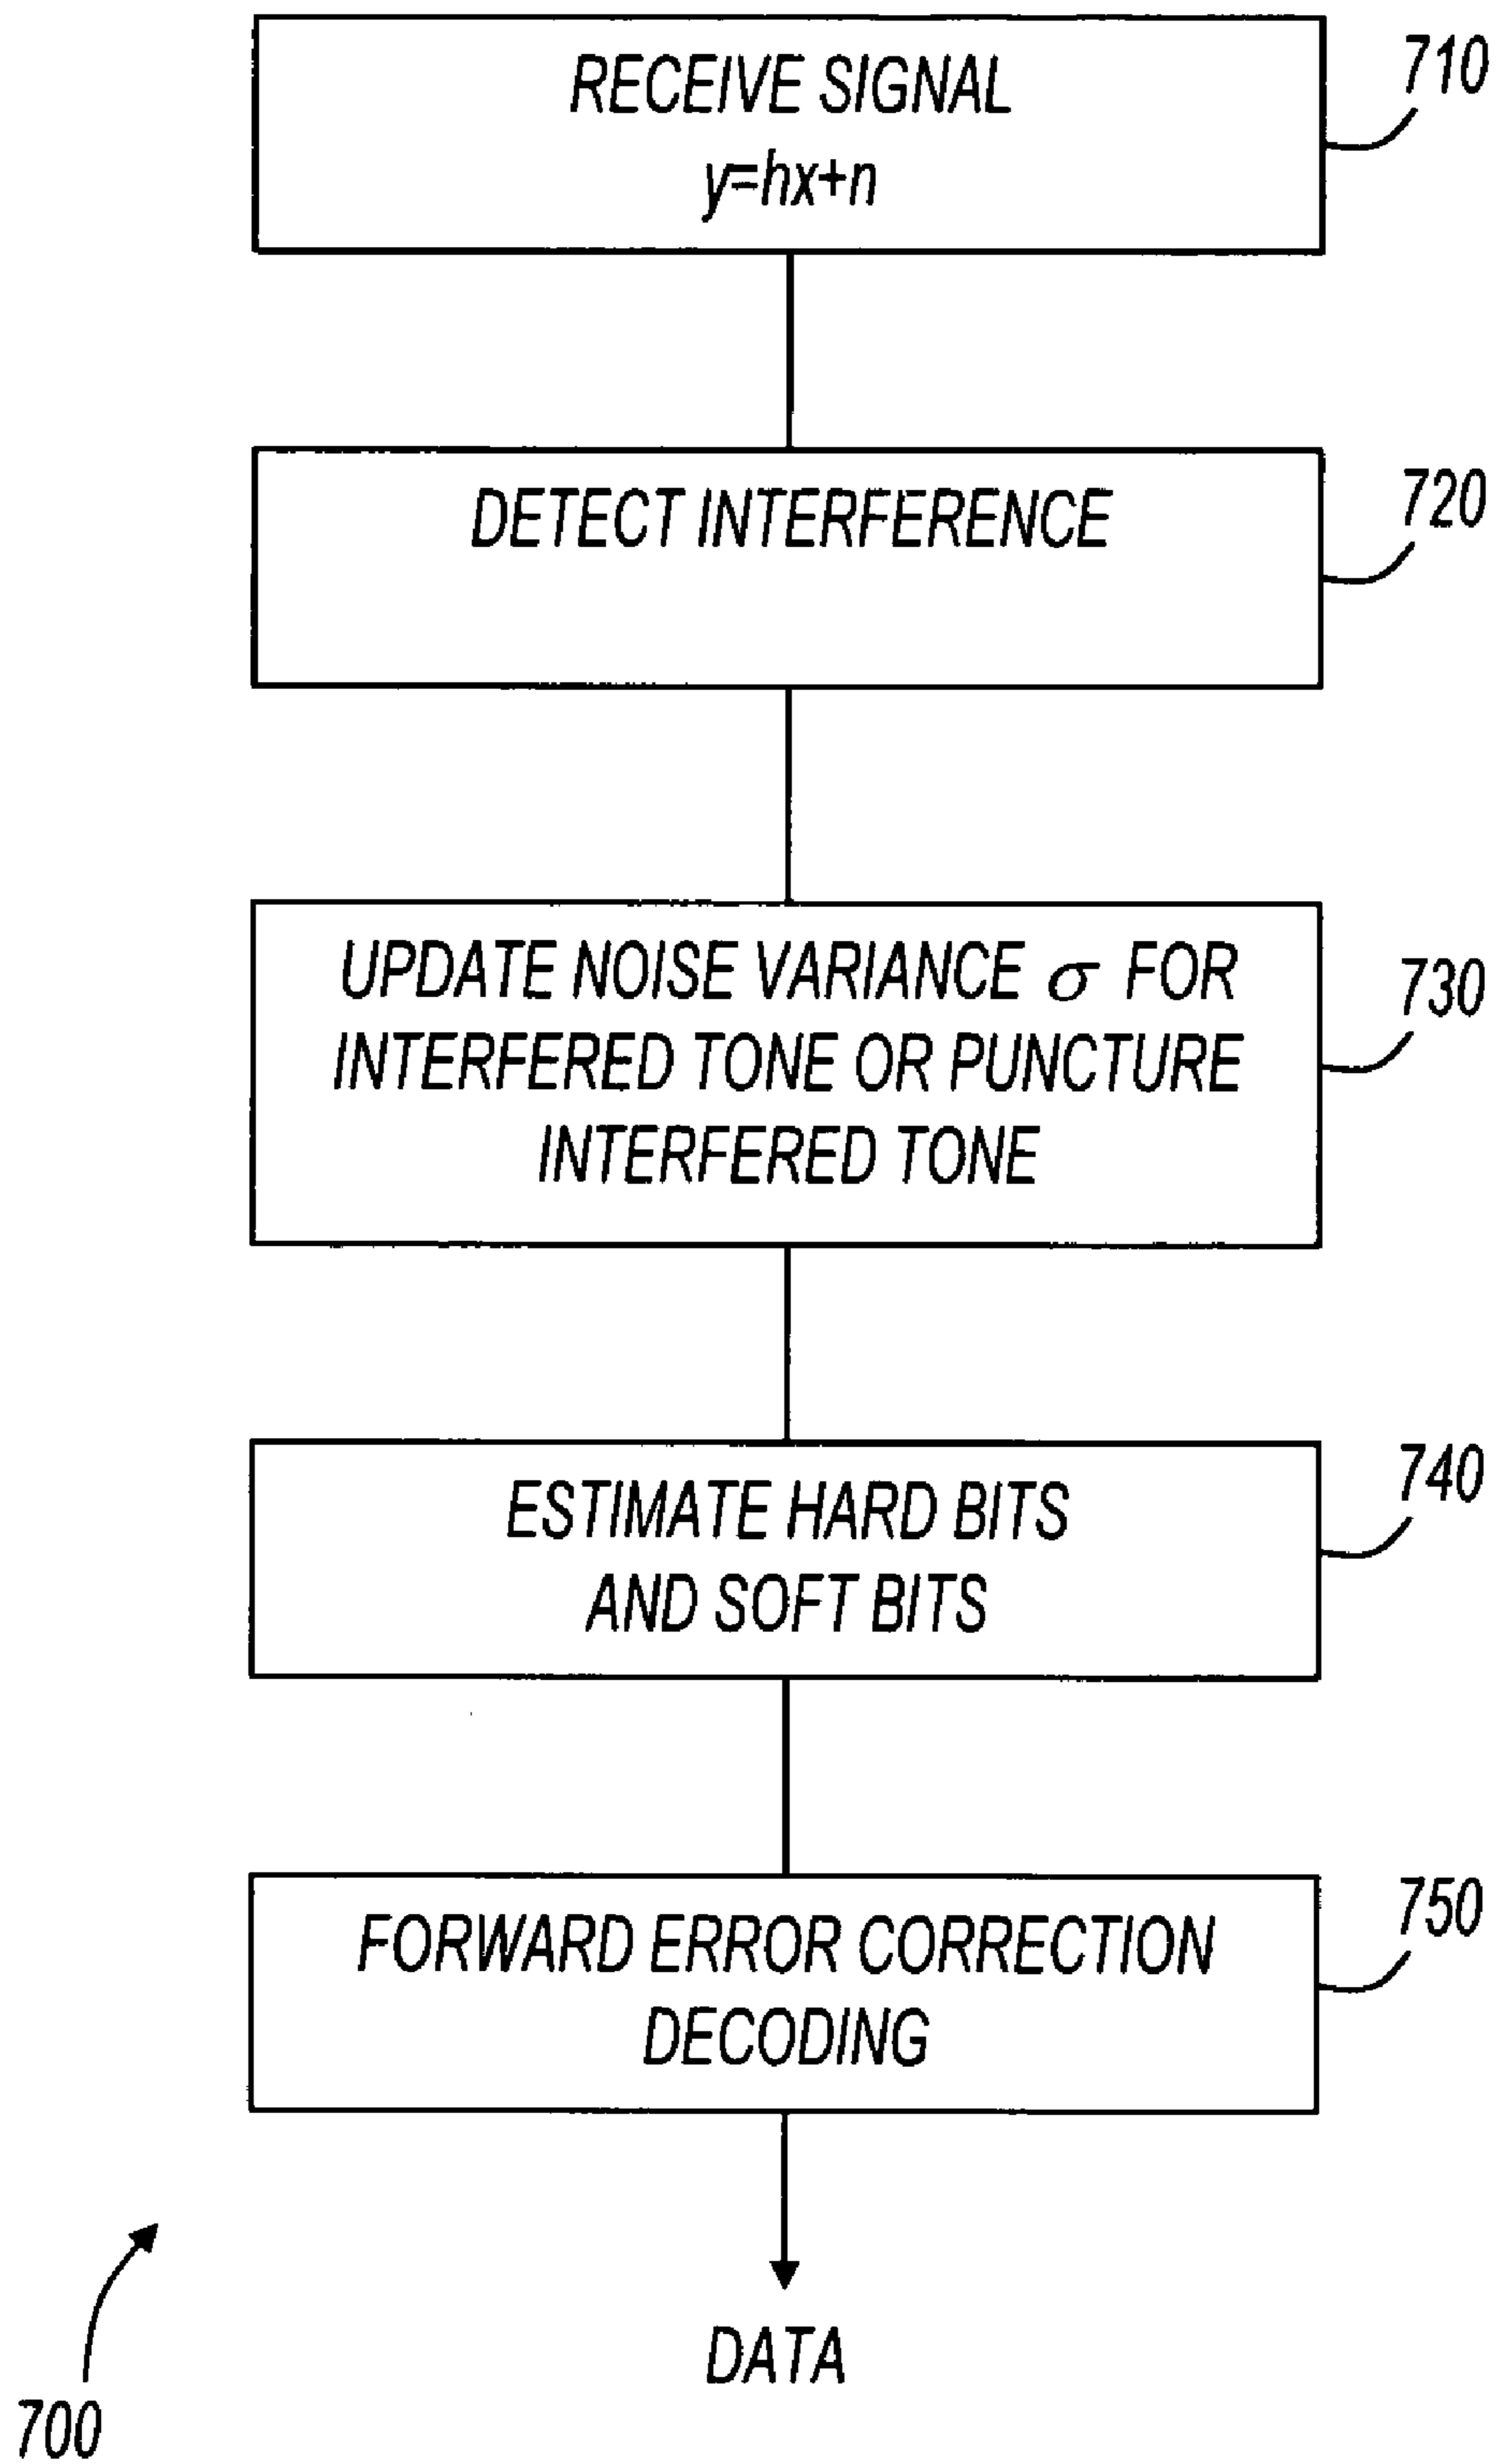 RECEIVE SIGNAL
y=hx+n
710
DETECT INTERFERENCE
720
UPDATE NOISE VARIANCE σ FOR
INTERFERED TONE OR PUNCTURE
INTERFERED TONE
730
ESTIMATE HARD BITS
AND SOFT BITS
740
FORWARD ERROR CORRECTION
DECODING
750
DATA
700